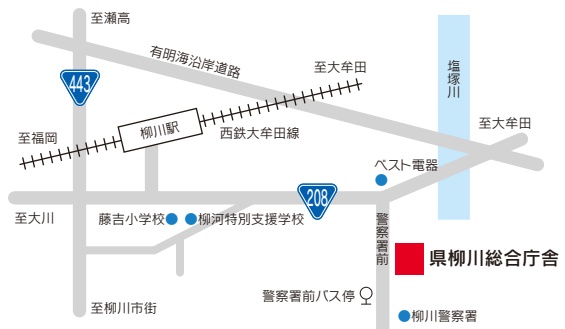 至瀬高
有明海沿岸道路
443
至大牟田
塩塚川
柳川駅
至福岡
西鉄大牟田線
至大牟田
ベスト電器
208
至大川
藤吉小学校
柳河特別支援学校
警察署前
県柳川総合庁舎
警察署前バス停
至柳川市街
柳川警察署